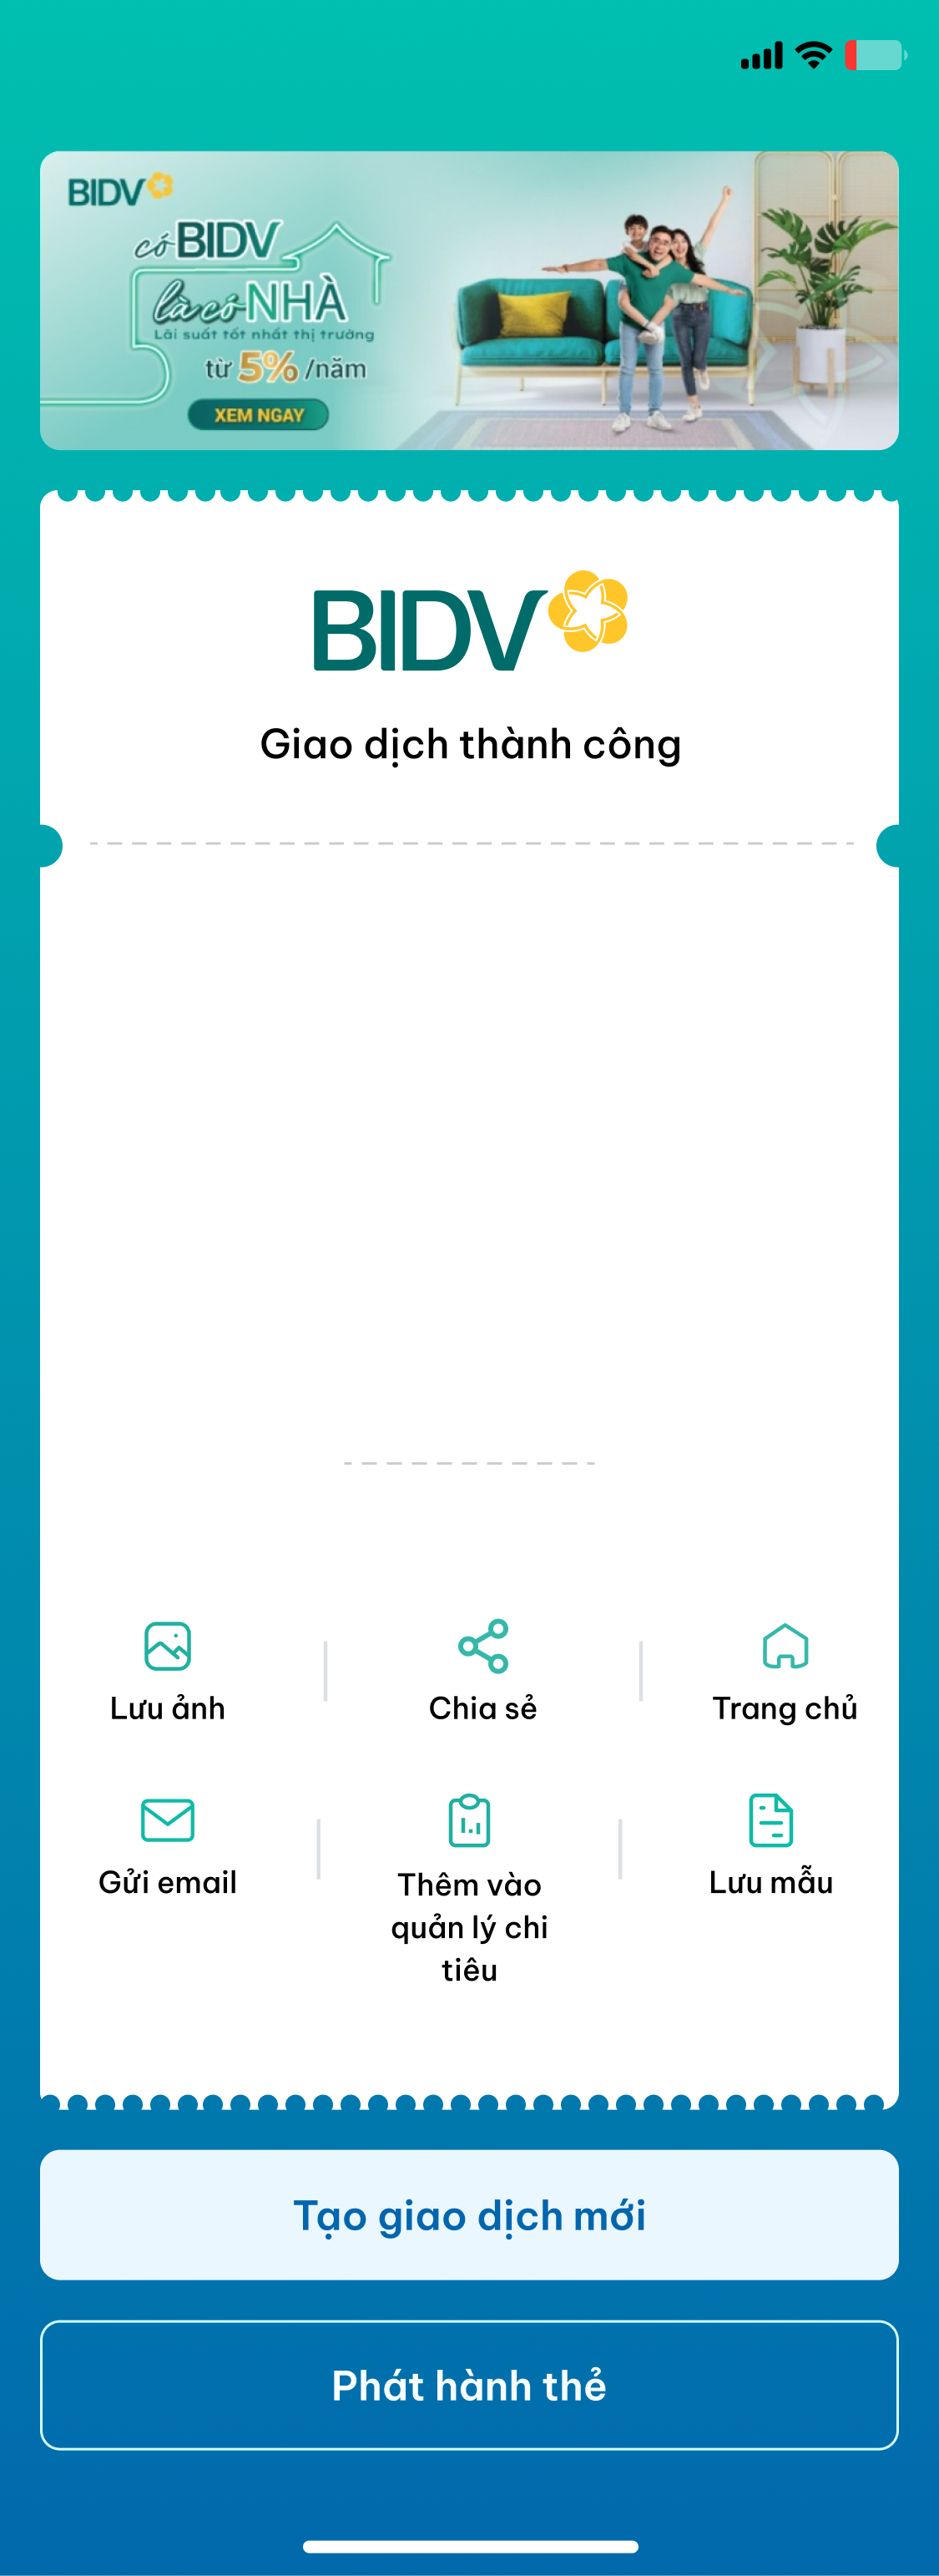 BIDV
có BIDV
là có NHÀ
Lãi suất tốt nhất thị trường
từ 5% /năm
XEM NGAY
BIDV
Giao dịch thành công
Lưu ảnh
Chia sẻ
Trang chủ
Gửi email
Thêm vào
quản lý chi
tiêu
Lưu mẫu
Tạo giao dịch mới
Phát hành thẻ